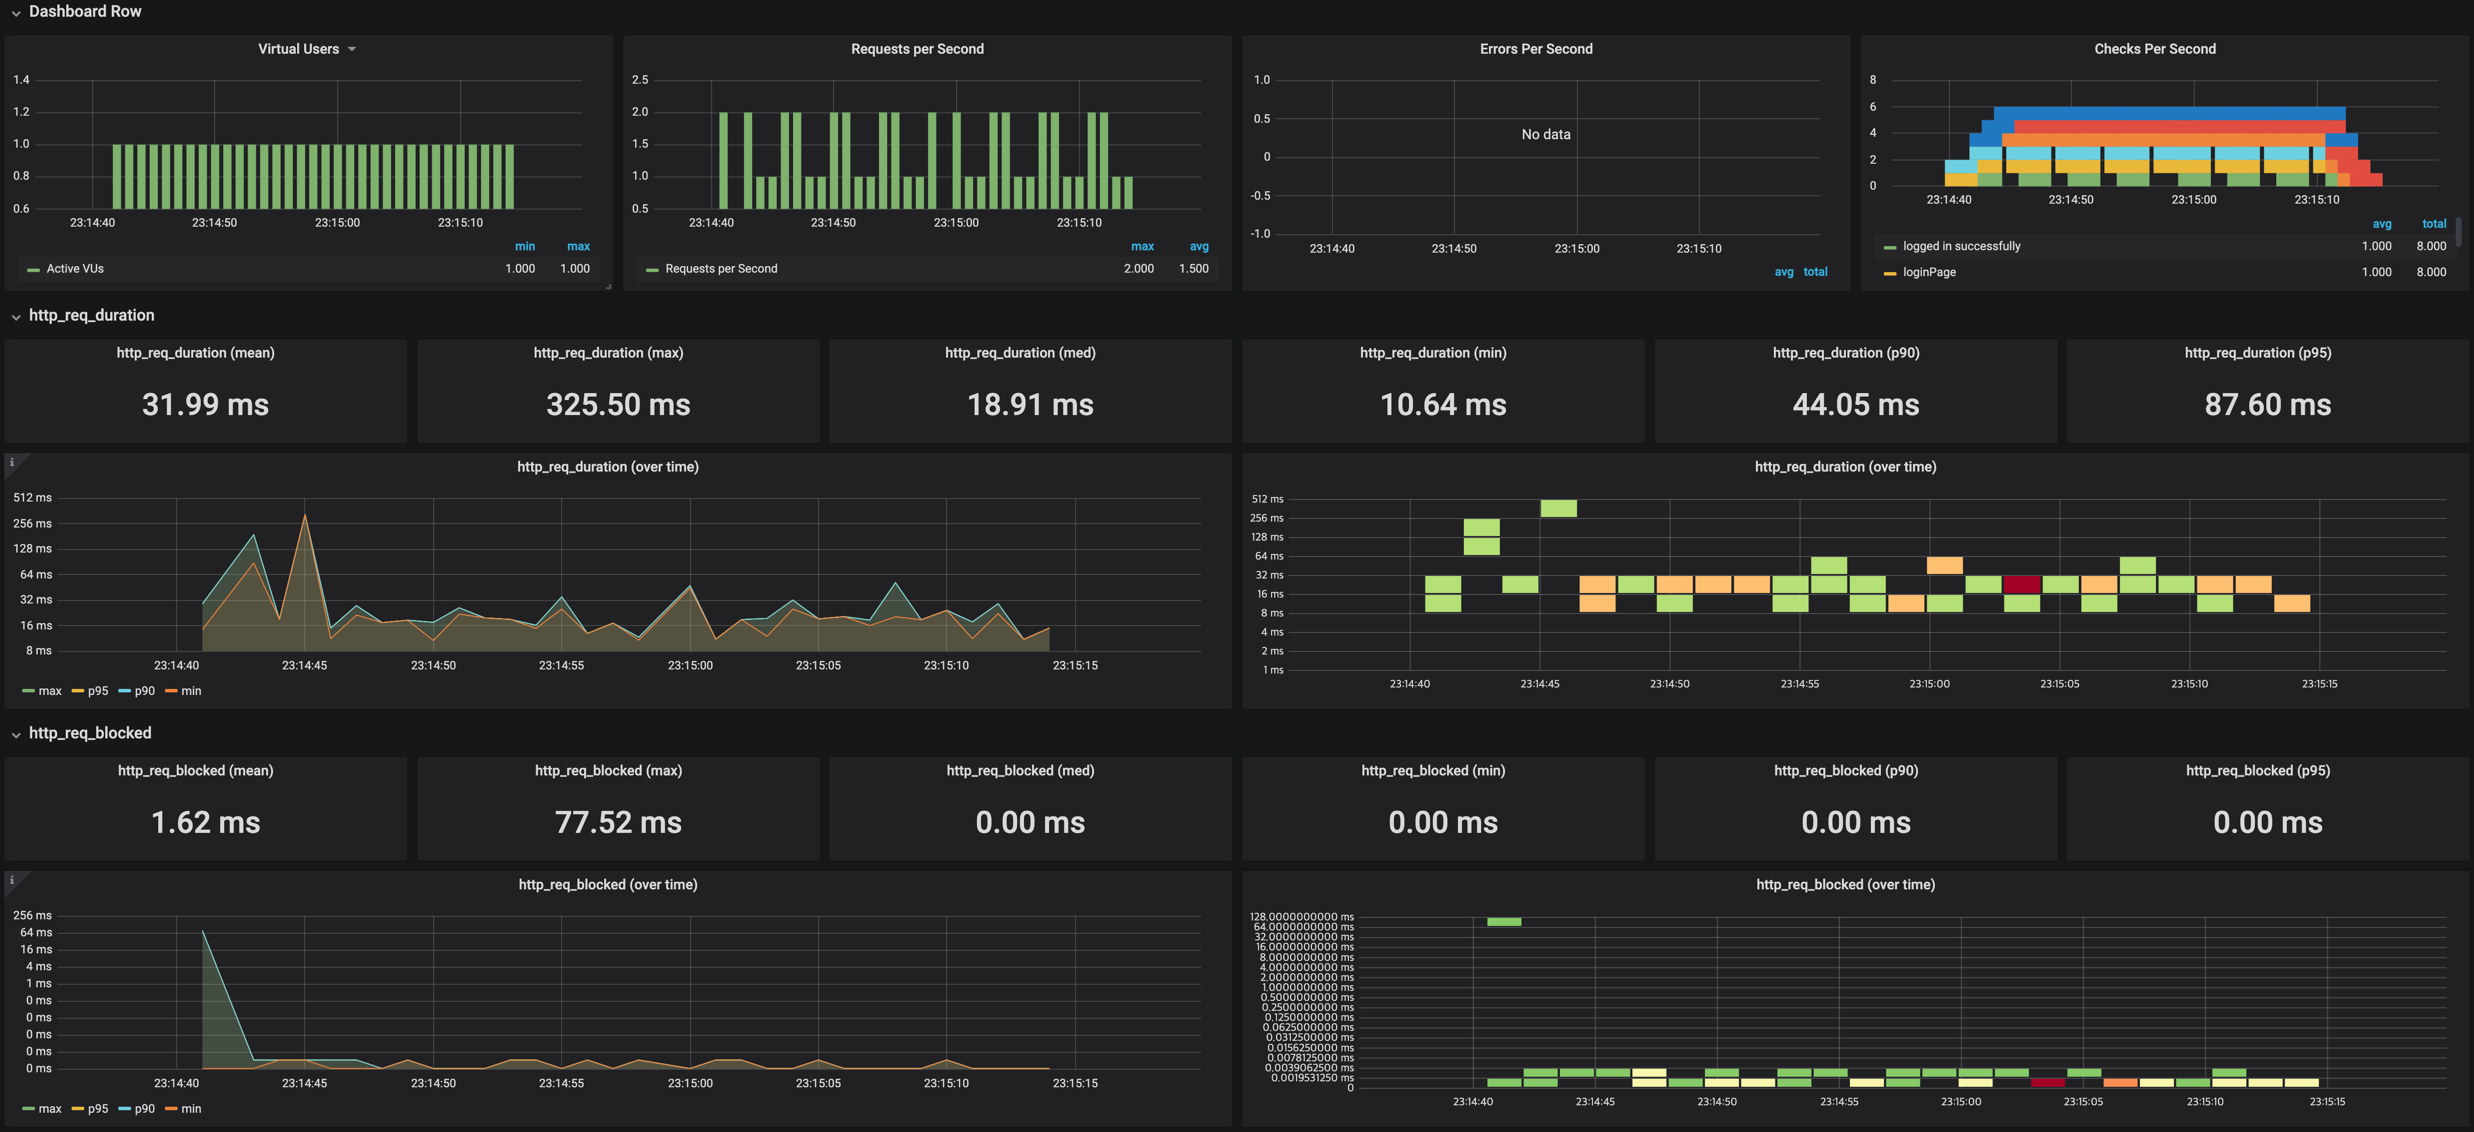 Dashboard Row
Virtual Users
1.4
1.2
1.0
0.8
0.6
23:14:40 23:14:50 23:15:00 23:15:10
min max
Active VUs 1.000 1.000
Requests per Second
2.5
2.0
1.5
1.0
0.5
23:14:40 23:14:50 23:15:00 23:15:10
max avg
Requests per Second 2.000 1.500
Errors Per Second
1.0
0.5
0
-0.5
-1.0
No data
23:14:40 23:14:50 23:15:00 23:15:10
avg total
Checks Per Second
8
6
4
2
0
23:14:40 23:14:50 23:15:00 23:15:10
avg total
logged in successfully 1.000 8.000
loginPage 1.000 8.000
http_req_duration
http_req_duration (mean)
31.99 ms
http_req_duration (max)
325.50 ms
http_req_duration (med)
18.91 ms
http_req_duration (min)
10.64 ms
http_req_duration (p90)
44.05 ms
http_req_duration (p95)
87.60 ms
i
http_req_duration (over time)
512 ms
256 ms
128 ms
64 ms
32 ms
16 ms
8 ms
23:14:40 23:14:45 23:14:50 23:14:55 23:15:00 23:15:05 23:15:10 23:15:15
max p95 p90 min
http_req_duration (over time)
512 ms
256 ms
128 ms
64 ms
32 ms
16 ms
8 ms
4 ms
2 ms
1 ms
23:14:40 23:14:45 23:14:50 23:14:55 23:15:00 23:15:05 23:15:10 23:15:15
http_req_blocked
http_req_blocked (mean)
1.62 ms
http_req_blocked (max)
77.52 ms
http_req_blocked (med)
0.00 ms
http_req_blocked (min)
0.00 ms
http_req_blocked (p90)
0.00 ms
http_req_blocked (p95)
0.00 ms
i
http_req_blocked (over time)
256 ms
64 ms
16 ms
4 ms
1 ms
0 ms
0 ms
0 ms
0 ms
0 ms
23:14:40 23:14:45 23:14:50 23:14:55 23:15:00 23:15:05 23:15:10 23:15:15
max p95 p90 min
http_req_blocked (over time)
128.0000000000 ms
64.0000000000 ms
32.0000000000 ms
16.0000000000 ms
8.0000000000 ms
4.0000000000 ms
2.0000000000 ms
1.0000000000 ms
0.5000000000 ms
0.2500000000 ms
0.1250000000 ms
0.0625000000 ms
0.0312500000 ms
0.0156250000 ms
0.0078125000 ms
0.0039062500 ms
0.0019531250 ms
0
23:14:40 23:14:45 23:14:50 23:14:55 23:15:00 23:15:05 23:15:10 23:15:15